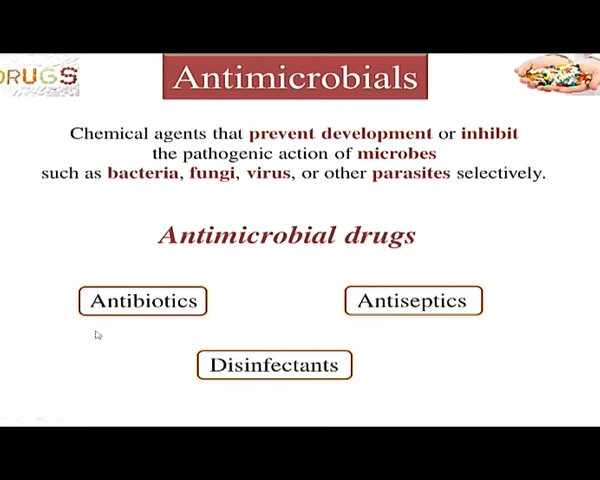 DRUGS
Antimicrobials
Chemical agents that prevent development or inhibit
the pathogenic action of microbes
such as bacteria, fungi, virus, or other parasites selectively.
Antimicrobial drugs
Antibiotics
Antiseptics
Disinfectants